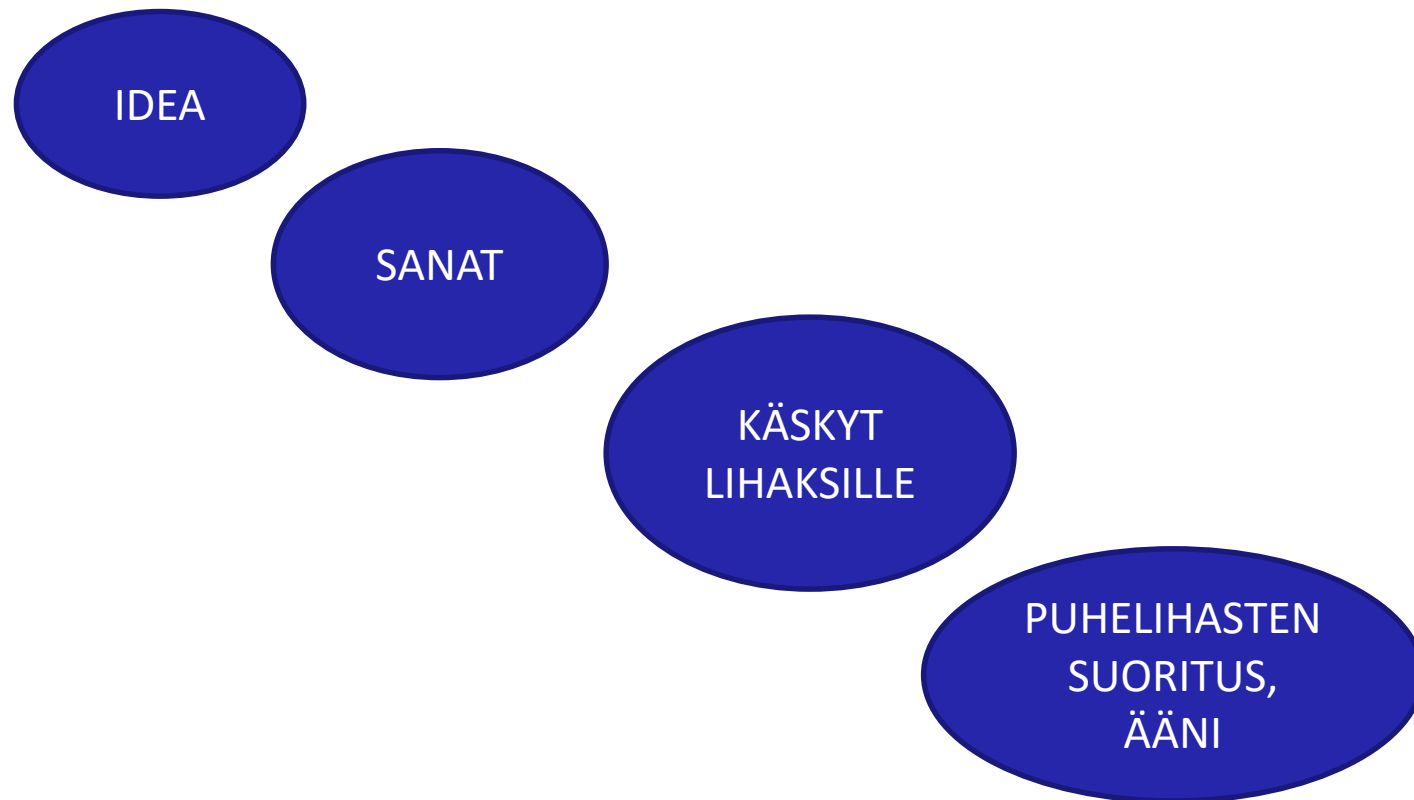 IDEA
SANAT
KÄSKYT
LIHAKSILLE
PUHELIHASTEN
SUORITUS,
ÄÄNI